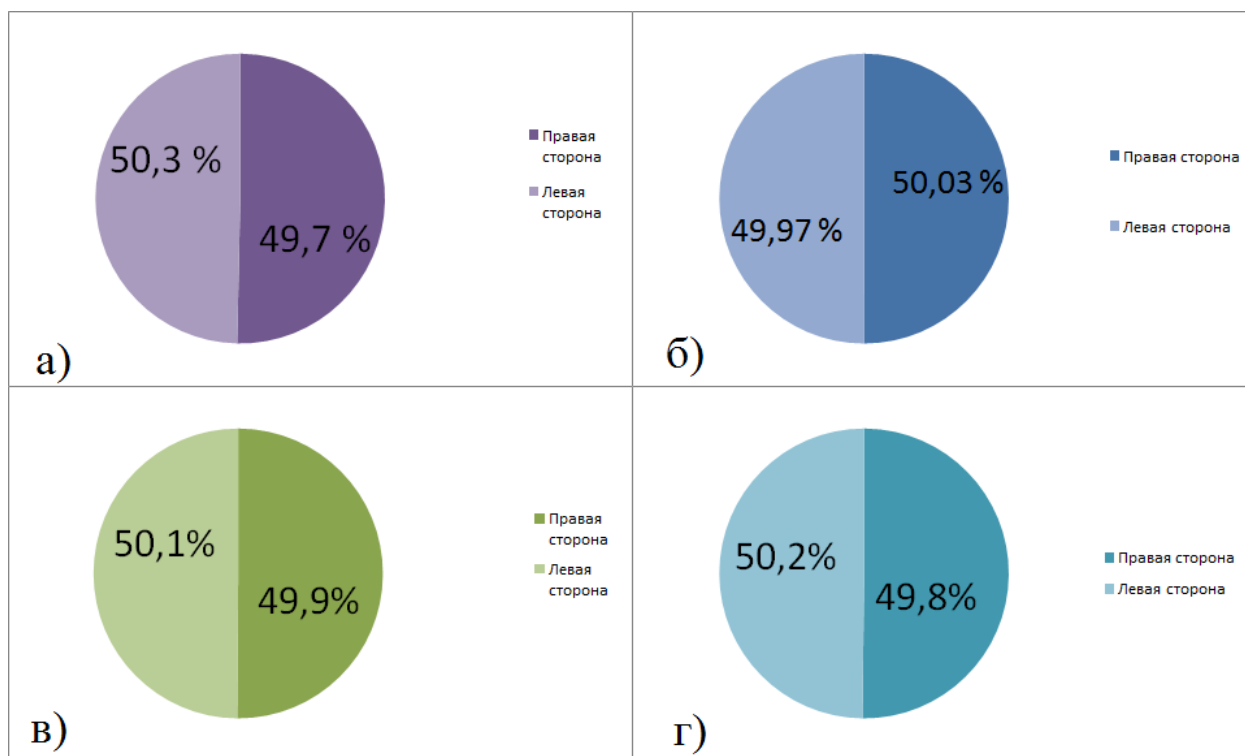 50,3 %
49,7 %
Правая
сторона
Левая
сторона
а)
50,03 %
49,97 %
Правая сторона
Левая сторона
б)
50,1%
49,9%
Правая
сторона
Левая
сторона
в)
50,2%
49,8%
Правая сторона
Левая сторона
г)